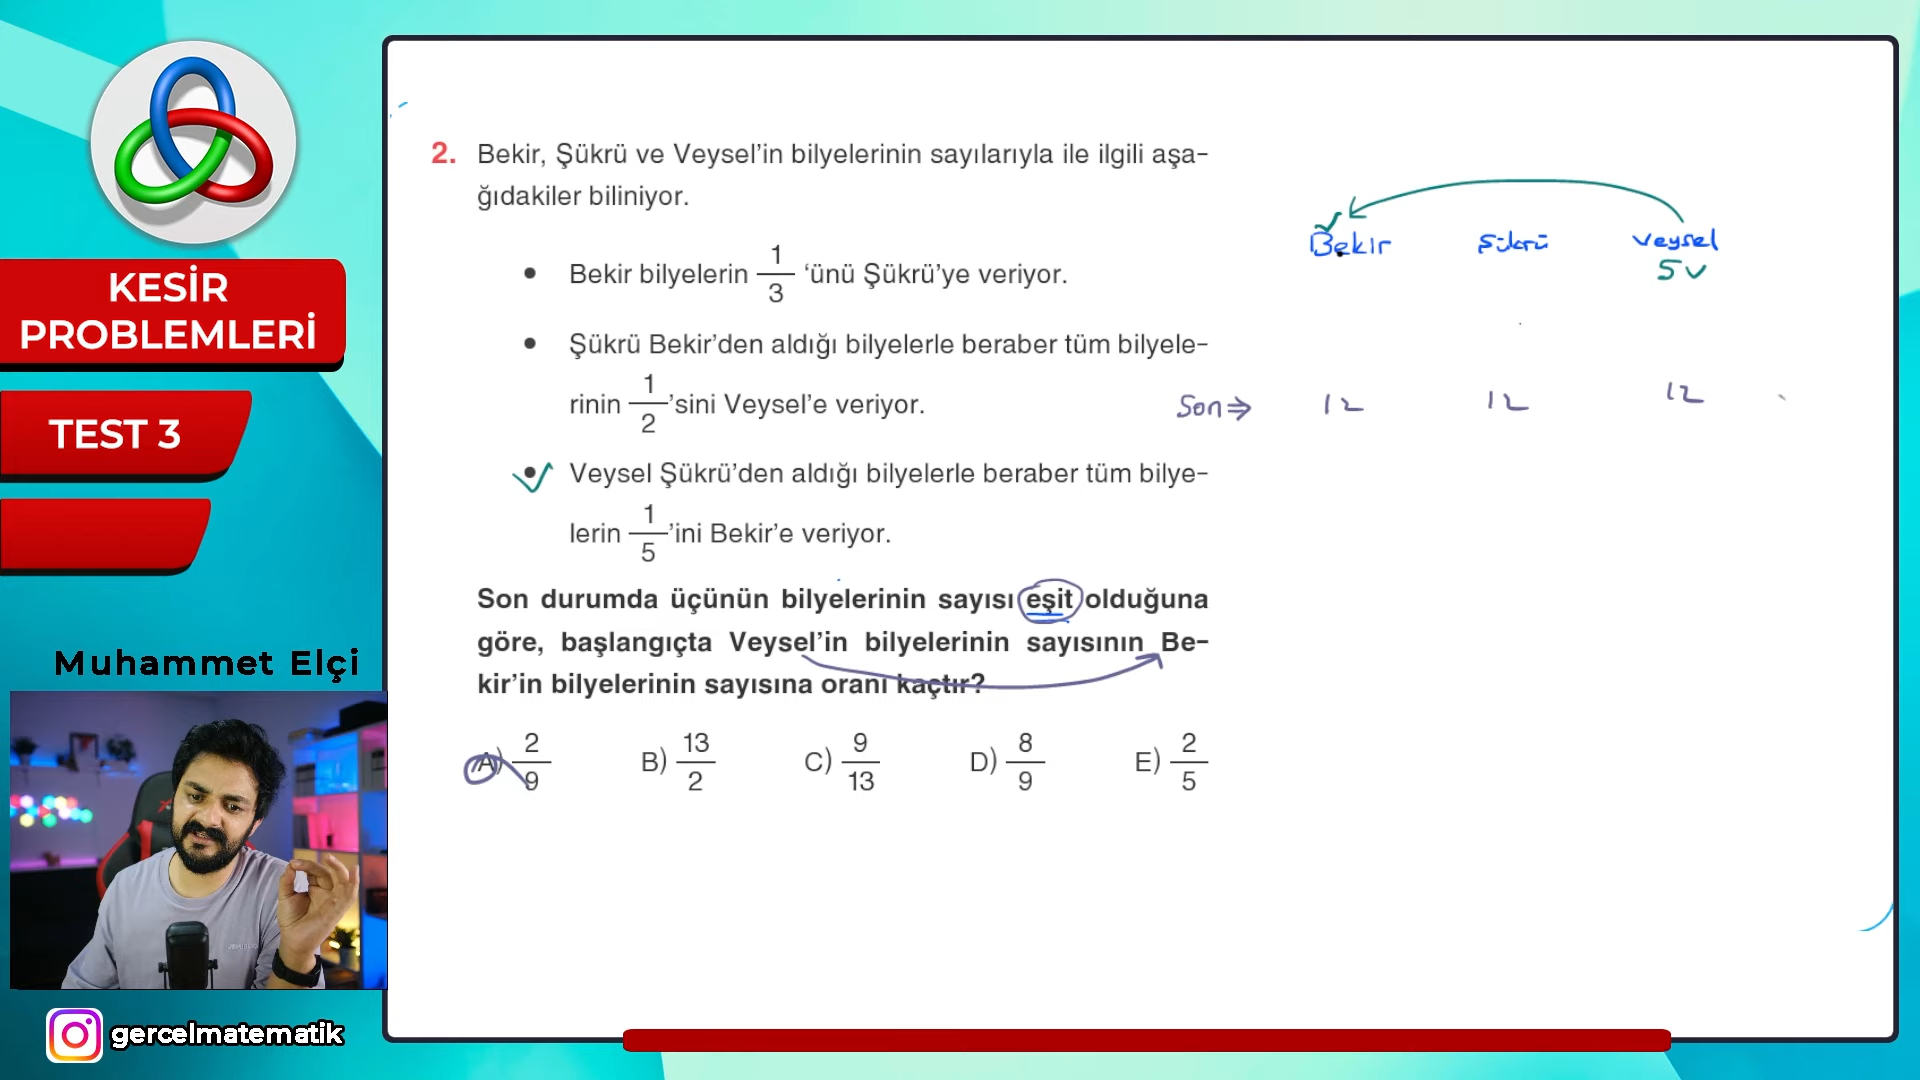 KESİR
PROBLEMLERİ
TEST 3
Muhammet Elçi
gercelmatematik
2. Bekir, Şükrü ve Veysel’in bilyelerinin sayılarıyla ile ilgili aşa-
ğıdakiler biliniyor.
• Bekir bilyelerin 1/3 ‘ünü Şükrü’ye veriyor.
• Şükrü Bekir’den aldığı bilyelerle beraber tüm bilyele-
rinin 1/2 ’sini Veysel’e veriyor.
• Veysel Şükrü’den aldığı bilyelerle beraber tüm bilye-
lerin 1/5 ’ini Bekir’e veriyor.
Son durumda üçünün bilyelerinin sayısı eşit olduğuna
göre, başlangıçta Veysel’in bilyelerinin sayısının Be-
kir’in bilyelerinin sayısına oranı kaçtır?
A) 2/9 B) 13/2 C) 9/13 D) 8/9 E) 2/5
Bekir Şükrü Veysel
5V
Son ⇒ 12 12 12